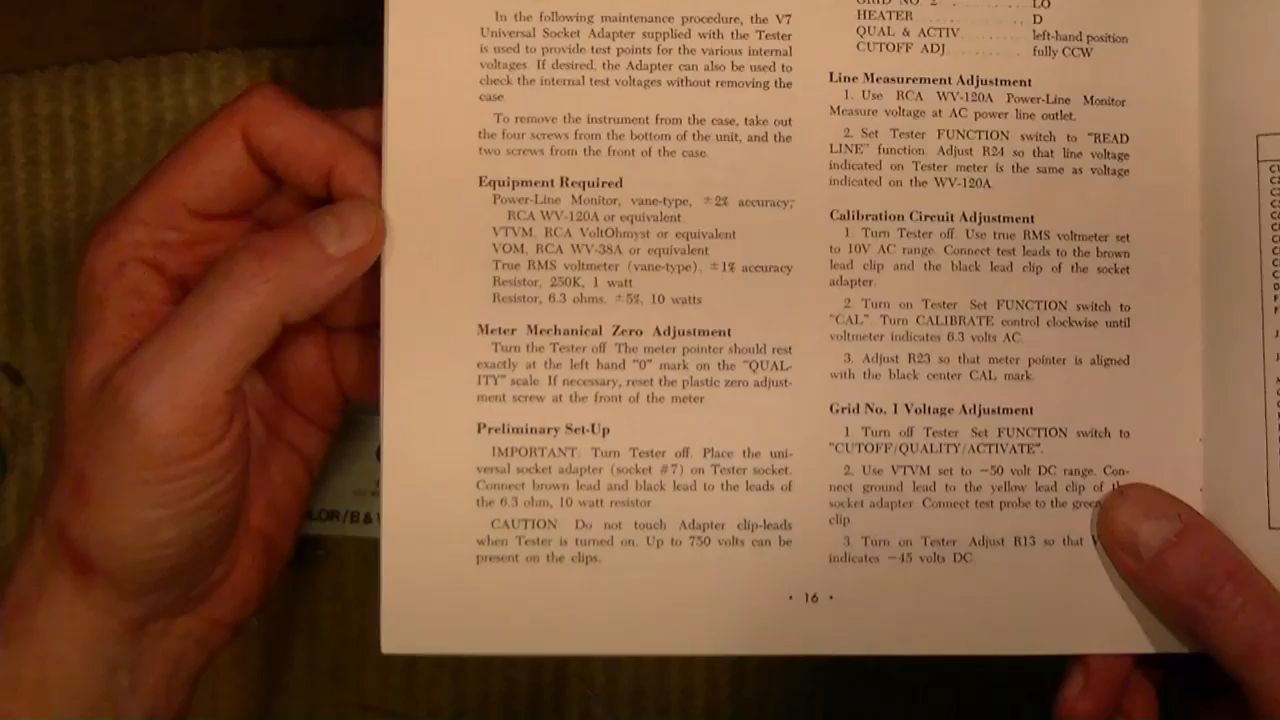 In the following maintenance procedure, the V7
Universal Socket Adapter supplied with the Tester
is used to provide test points for the various internal
voltages. If desired, the Adapter can also be used to
check the internal test voltages without removing the
case.
To remove the instrument from the case, take out
the four screws from the bottom of the unit, and the
two screws from the front of the case.
Equipment Required
Power-Line Monitor, vane-type, ±2% accuracy;
RCA WV-120A or equivalent
VTVM, RCA VoltOhmyst or equivalent
VOM, RCA WV-38A or equivalent
True RMS voltmeter (vane-type), ±1% accuracy
Resistor, 250K, 1 watt
Resistor, 6.3 ohms, ±5%, 10 watts
Meter Mechanical Zero Adjustment
Turn the Tester off. The meter pointer should rest
exactly at the left hand "0" mark on the "QUAL-
ITY" scale. If necessary, reset the plastic zero adjust-
ment screw at the front of the meter
Preliminary Set-Up
IMPORTANT: Turn Tester off. Place the uni-
versal socket adapter (socket #7) on Tester socket.
Connect brown lead and black lead to the leads of
the 6.3 ohm, 10 watt resistor.
CAUTION: Do not touch Adapter clip-leads
when Tester is turned on. Up to 750 volts can be
present on the clips.
GRID NO. 2 LO
HEATER D
QUAL & ACTIV left-hand position
CUTOFF ADJ fully CCW
Line Measurement Adjustment
1. Use RCA WV-120A Power-Line Monitor.
Measure voltage at AC power line outlet.
2. Set Tester FUNCTION switch to "READ
LINE" function. Adjust R24 so that line voltage
indicated on Tester meter is the same as voltage
indicated on the WV-120A.
Calibration Circuit Adjustment
1. Turn Tester off. Use true RMS voltmeter set
to 10V AC range. Connect test leads to the brown
lead clip and the black lead clip of the socket
adapter.
2. Turn on Tester. Set FUNCTION switch to
"CAL" Turn CALIBRATE control clockwise until
voltmeter indicates 6.3 volts AC.
3. Adjust R23 so that meter pointer is aligned
with the black center CAL mark.
Grid No. 1 Voltage Adjustment
1. Turn off Tester. Set FUNCTION switch to
"CUTOFF/QUALITY/ACTIVATE".
2. Use VTVM set to −50 volt DC range. Con-
nect ground lead to the yellow lead clip of
socket adapter. Connect test probe to the
clip.
3. Turn on Tester. Adjust R13 so that
indicates −45 volts DC.
• 16 •